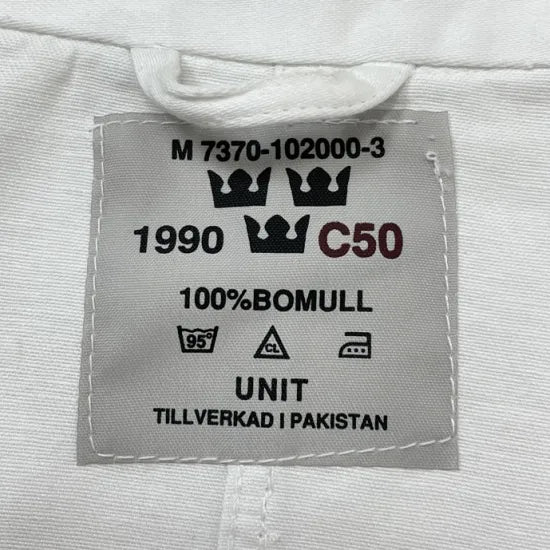 M 7370-102000-3
1990 C50
100%BOMULL
95° CL
UNIT
TILLVERKAD I PAKISTAN